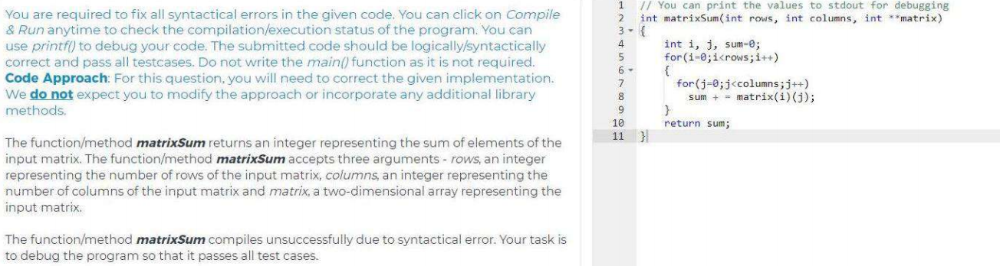 You are required to fix all syntactical errors in the given code. You can click on Compile
& Run anytime to check the compilation/execution status of the program. You can
use printf() to debug your code. The submitted code should be logically/syntactically
correct and pass all testcases. Do not write the main() function as it is not required.
Code Approach: For this question, you will need to correct the given implementation.
We do not expect you to modify the approach or incorporate any additional library
methods.
The function/method matrixSum returns an integer representing the sum of elements of the
input matrix. The function/method matrixSum accepts three arguments - rows, an integer
representing the number of rows of the input matrix, columns, an integer representing the
number of columns of the input matrix and matrix, a two-dimensional array representing the
input matrix.
The function/method matrixSum compiles unsuccessfully due to syntactical error. Your task is
to debug the program so that it passes all test cases.
1 // You can print the values to stdout for debugging
2 int matrixSum(int rows, int columns, int **matrix)
3 {
4 int i, j, sum=0;
5 for(i=0;i<rows;i++)
6 {
7 for(j=0;j<columns;j++)
8 sum + = matrix(i)(j);
9 }
10 return sum;
11 }